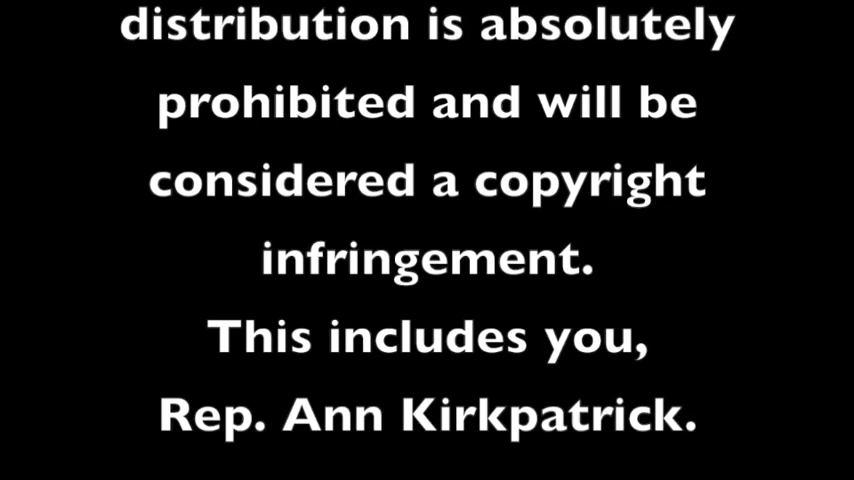 distribution is absolutely
prohibited and will be
considered a copyright
infringement.
This includes you,
Rep. Ann Kirkpatrick.